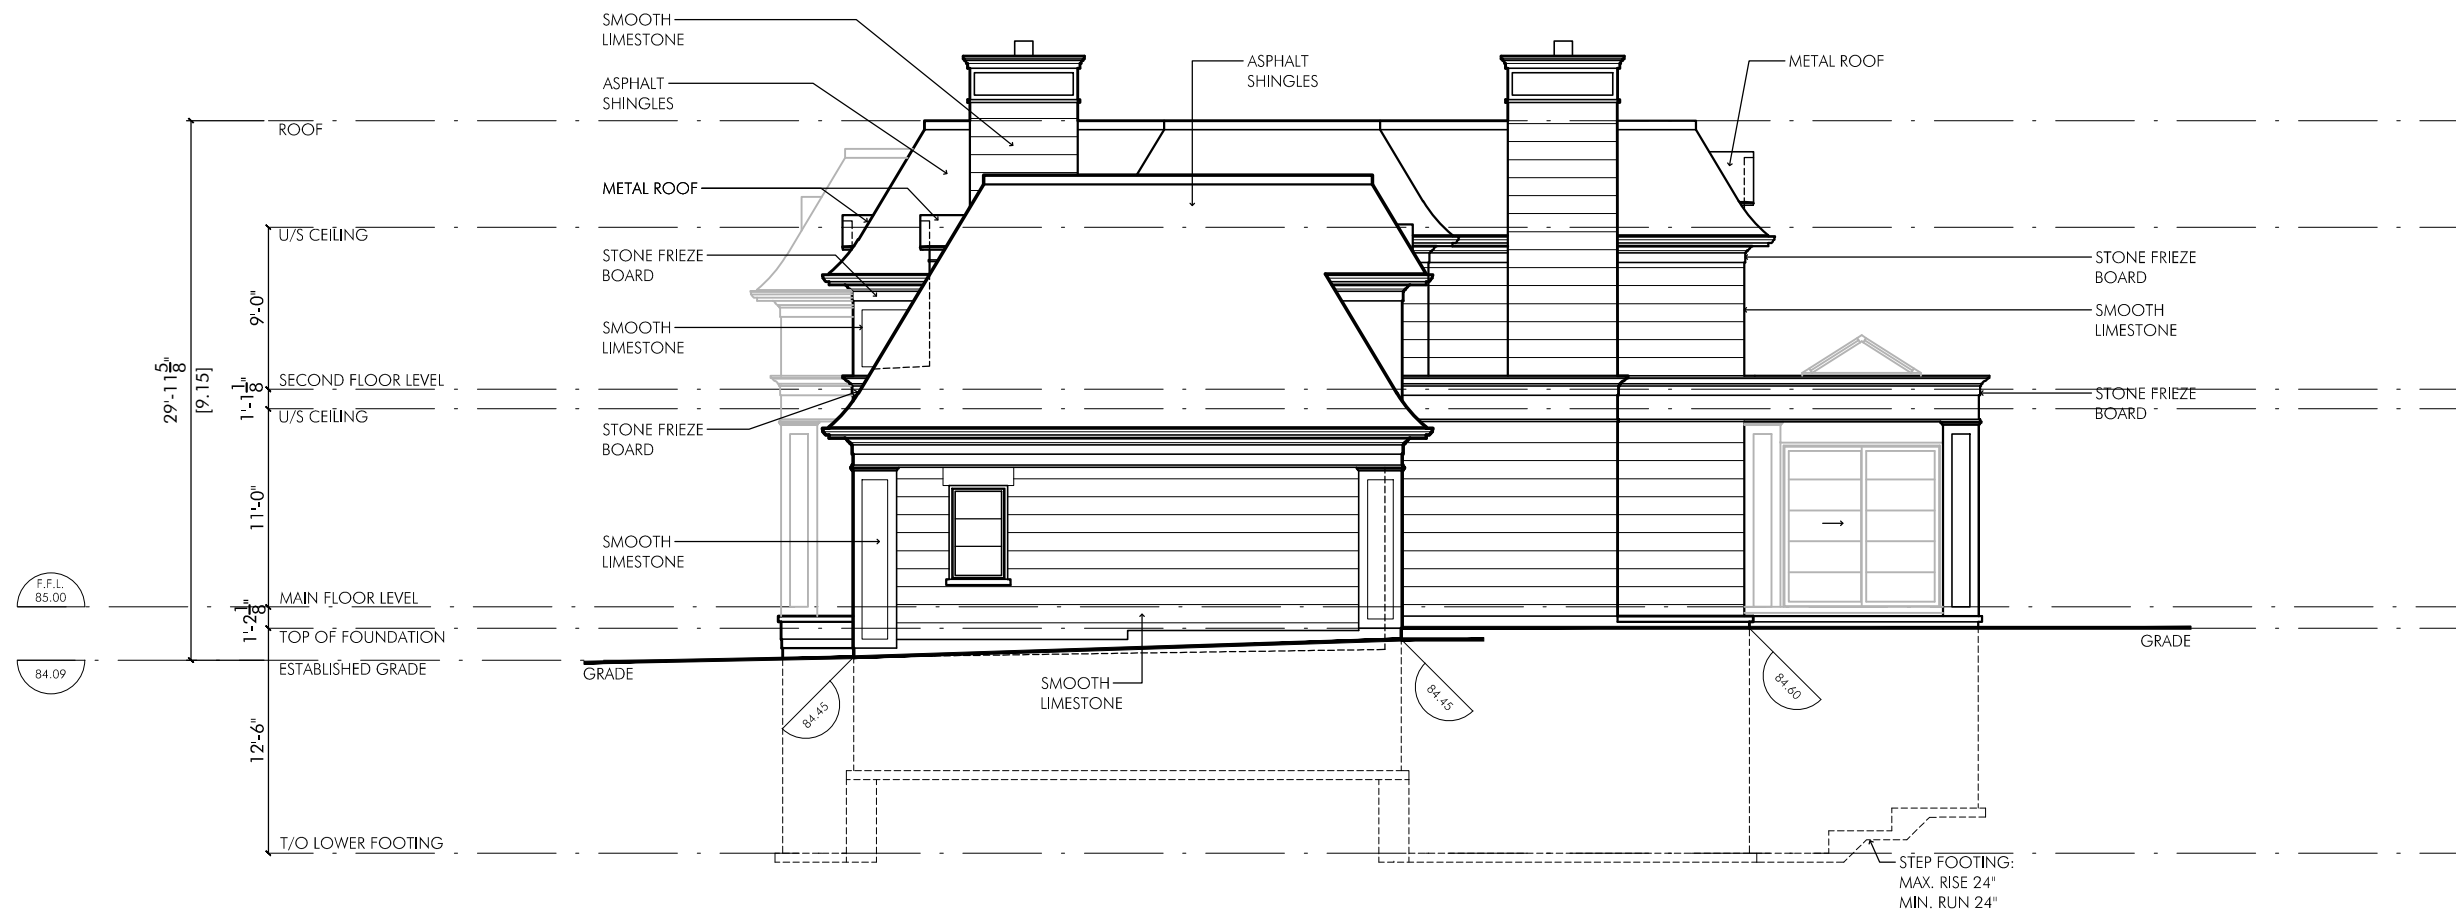 SMOOTH
LIMESTONE
ASPHALT
SHINGLES
ASPHALT
SHINGLES
METAL ROOF
ROOF
METAL ROOF
U/S CEILING
STONE FRIEZE
BOARD
STONE FRIEZE
BOARD
9'-0"
SMOOTH
LIMESTONE
SMOOTH
LIMESTONE
29'-11 5/8"
[9.15]
SECOND FLOOR LEVEL
1'-1 1/8"
U/S CEILING
STONE FRIEZE
BOARD
STONE FRIEZE
BOARD
11'-0"
SMOOTH
LIMESTONE
F.F.L.
85.00
MAIN FLOOR LEVEL
1'-2 1/8"
TOP OF FOUNDATION
GRADE
84.09
ESTABLISHED GRADE
GRADE
SMOOTH
LIMESTONE
84.45
84.45
84.60
12'-6"
T/O LOWER FOOTING
STEP FOOTING:
MAX. RISE 24"
MIN. RUN 24"